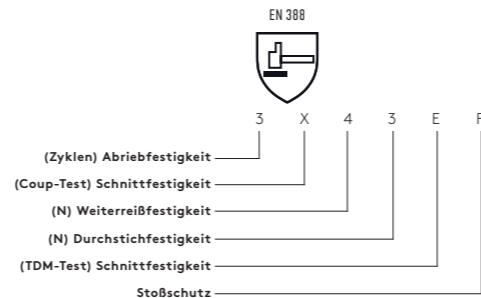 EN 388
3 X 4 3 E
(Zyklen) Abriebfestigkeit
(Coup-Test) Schnittfestigkeit
(N) Weiterreißfestigkeit
(N) Durchstichfestigkeit
(TDM-Test) Schnittfestigkeit
Stoßschutz